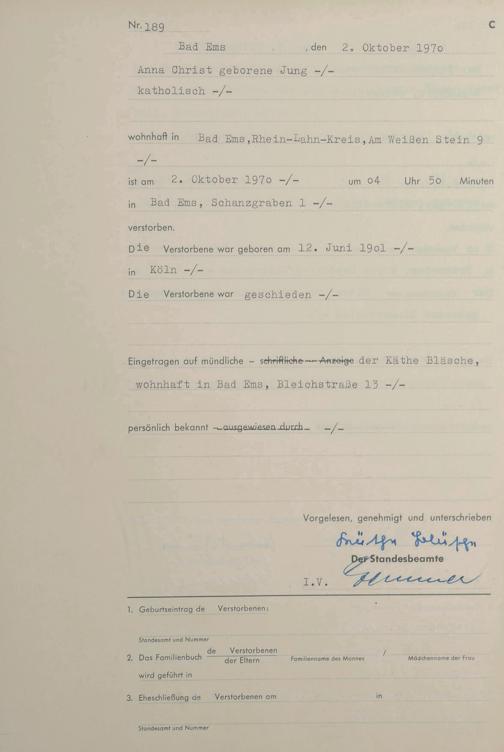 Nr. 189 C
Bad Ems , den 2. Oktober 1970
Anna Christ geborene Jung -/-
katholisch -/-
wohnhaft in Bad Ems,Rhein-Lahn-Kreis,Am Weißen Stein 9
-/-
ist am 2. Oktober 1970 -/- um 04 Uhr 50 Minuten
in Bad Ems, Schanzgraben 1 -/-
verstorben.
Die Verstorbene war geboren am 12. Juni 1901 -/-
in Köln -/-
Die Verstorbene war geschieden -/-
Eingetragen auf mündliche - schriftliche - Anzeige der Käthe Bläsche,
wohnhaft in Bad Ems, Bleichstraße 13 -/-
persönlich bekannt - ausgewiesen durch - -/-
Vorgelesen, genehmigt und unterschrieben
Käthe Bläsche
Der Standesbeamte
I.V.
1. Geburtseintrag de Verstorbenen:
Standesamt und Nummer
2. Das Familienbuch de Verstorbenen / der Eltern Familienname des Mannes / Mädchenname der Frau
wird geführt in
3. Eheschließung de Verstorbenen am in
Standesamt und Nummer